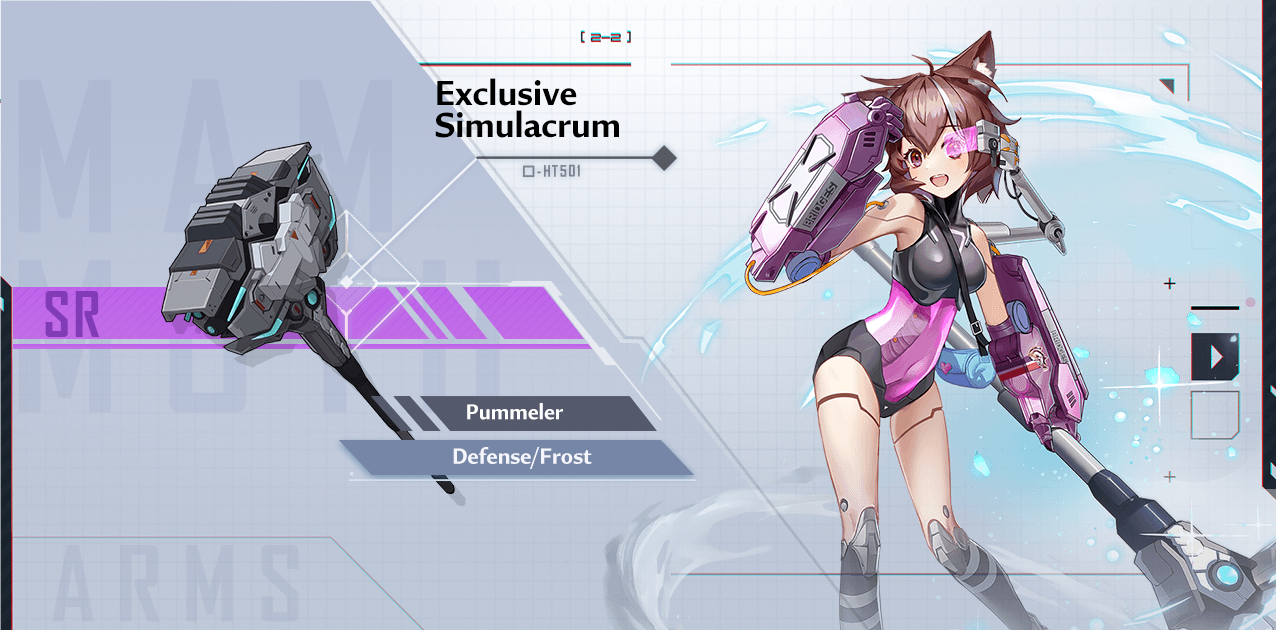 [ 2-2 ]
Exclusive
Simulacrum
-HT501
MAM
MOTH
SR
Pummeler
Defense/Frost
ARMS